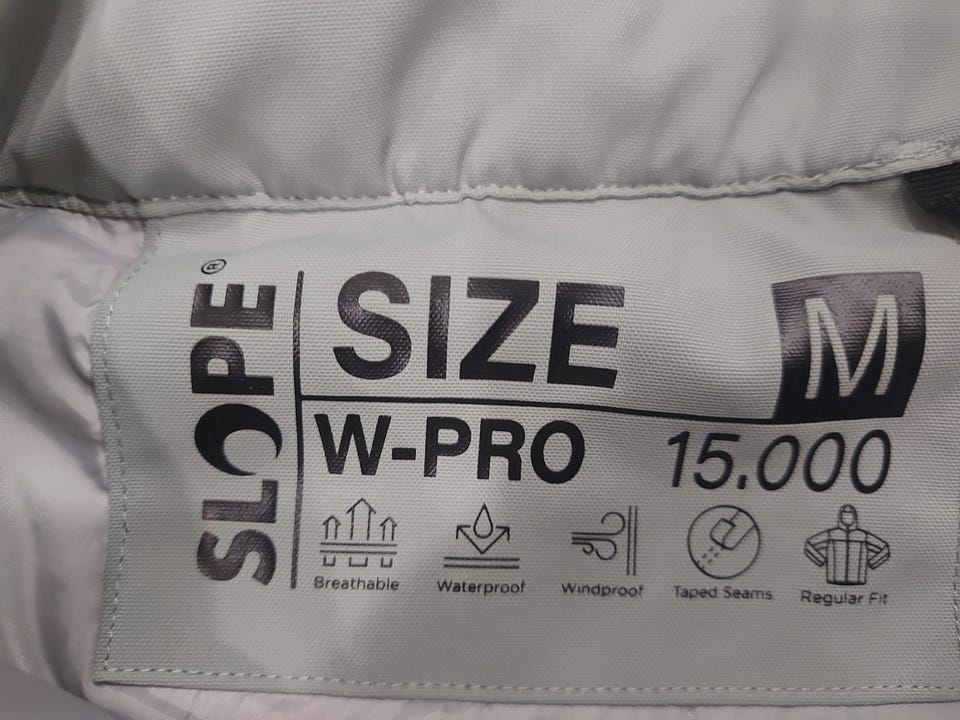 SLOPE®
SIZE M
W-PRO 15.000
Breathable Waterproof Windproof Taped Seams Regular Fit